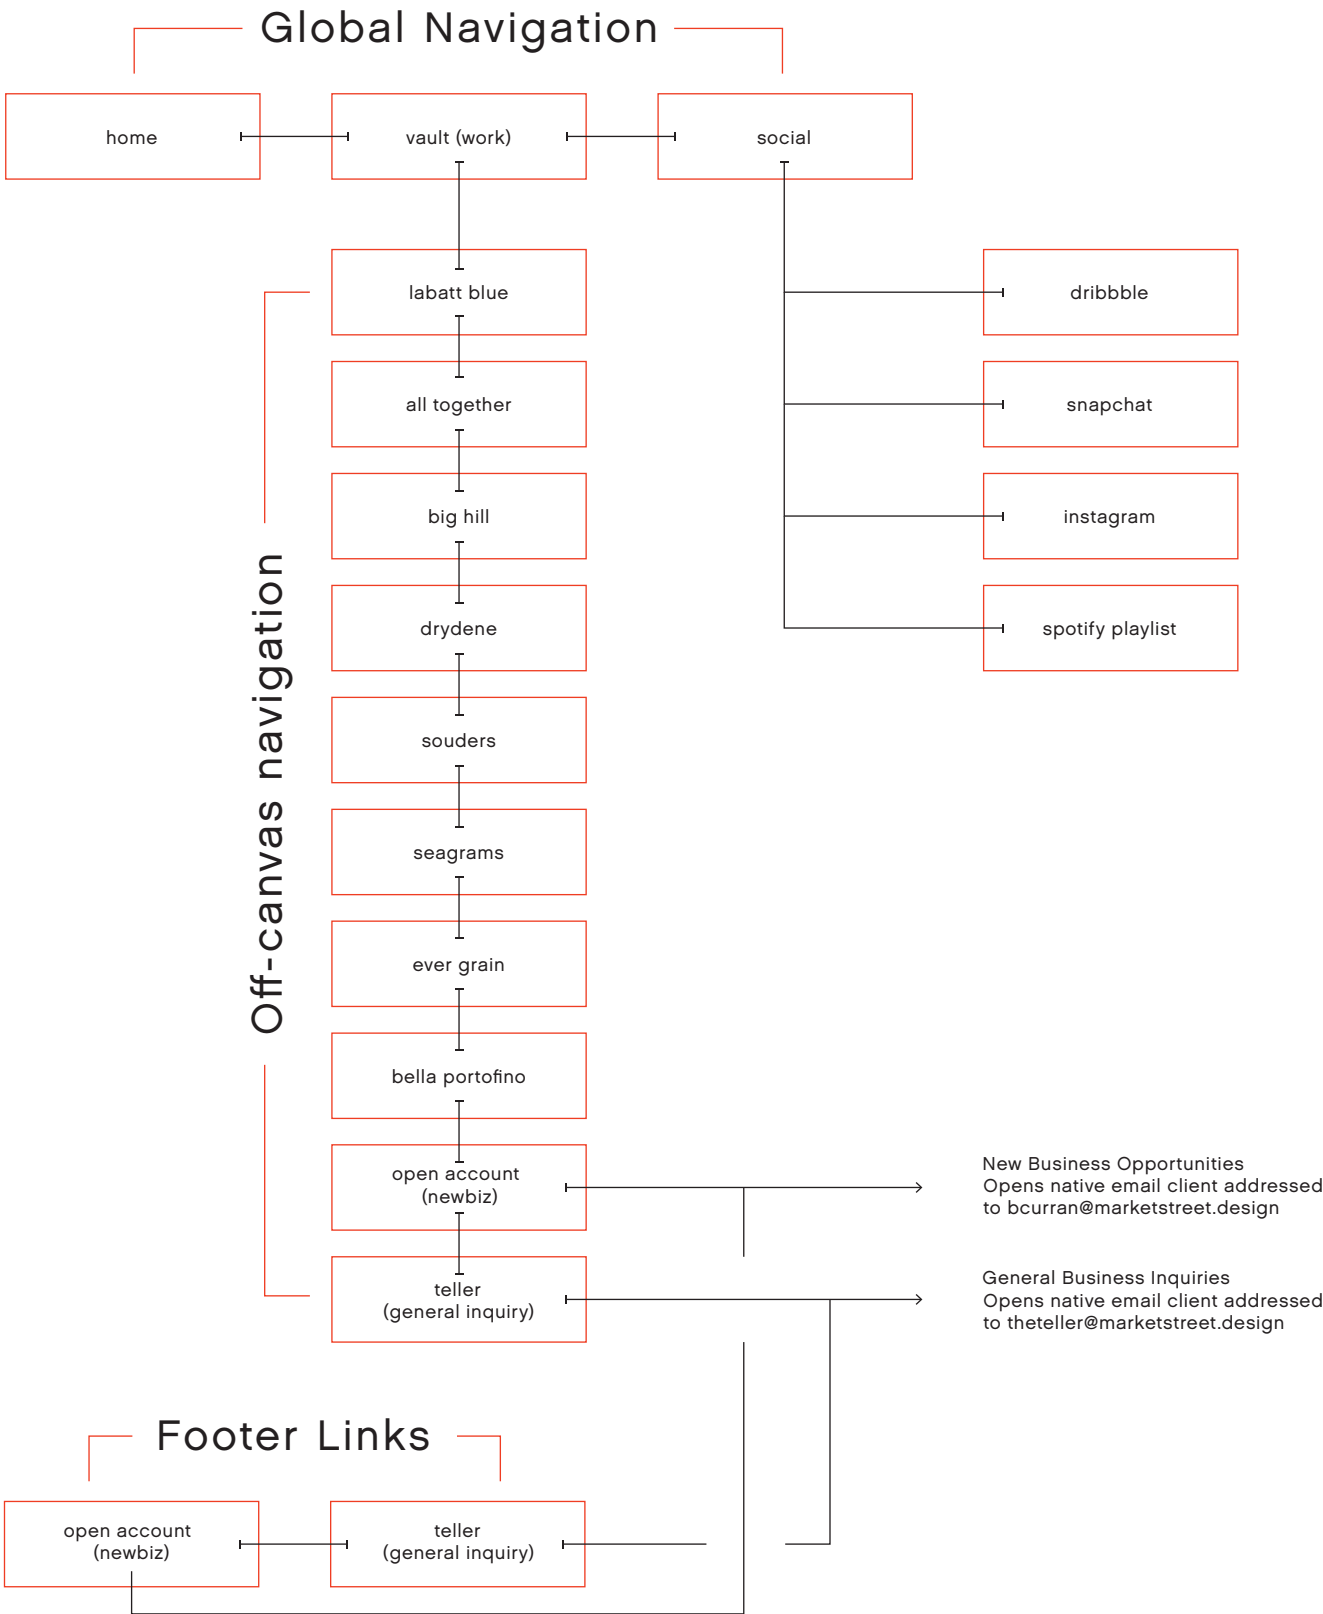 Global Navigation
home
vault (work)
social
labatt blue
all together
big hill
drydene
souders
seagrams
ever grain
bella portofino
open account
(newbiz)
teller
(general inquiry)
Off-canvas navigation
dribbble
snapchat
instagram
spotify playlist
New Business Opportunities
Opens native email client addressed
to bcurran@marketstreet.design
General Business Inquiries
Opens native email client addressed
to theteller@marketstreet.design
Footer Links
open account
(newbiz)
teller
(general inquiry)